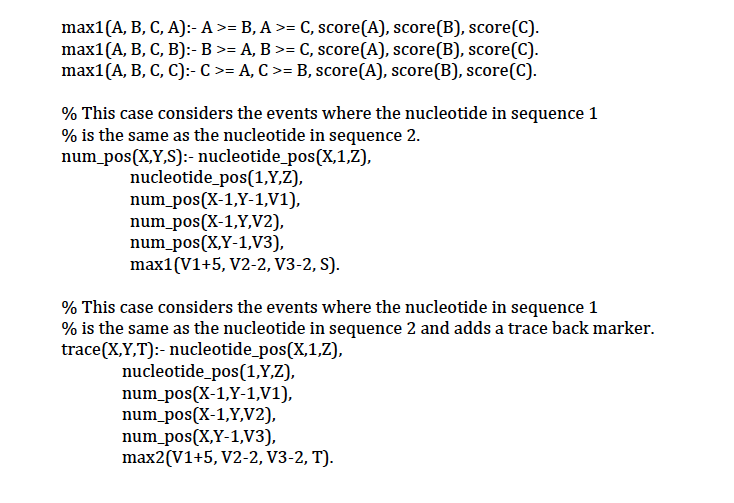 max1(A, B, C, A):- A >= B, A >= C, score(A), score(B), score(C).
max1(A, B, C, B):- B >= A, B >= C, score(A), score(B), score(C).
max1(A, B, C, C):- C >= A, C >= B, score(A), score(B), score(C).
% This case considers the events where the nucleotide in sequence 1
% is the same as the nucleotide in sequence 2.
num_pos(X,Y,S):- nucleotide_pos(X,1,Z),
nucleotide_pos(1,Y,Z),
num_pos(X-1,Y-1,V1),
num_pos(X-1,Y,V2),
num_pos(X,Y-1,V3),
max1(V1+5, V2-2, V3-2, S).
% This case considers the events where the nucleotide in sequence 1
% is the same as the nucleotide in sequence 2 and adds a trace back marker.
trace(X,Y,T):- nucleotide_pos(X,1,Z),
nucleotide_pos(1,Y,Z),
num_pos(X-1,Y-1,V1),
num_pos(X-1,Y,V2),
num_pos(X,Y-1,V3),
max2(V1+5, V2-2, V3-2, T).